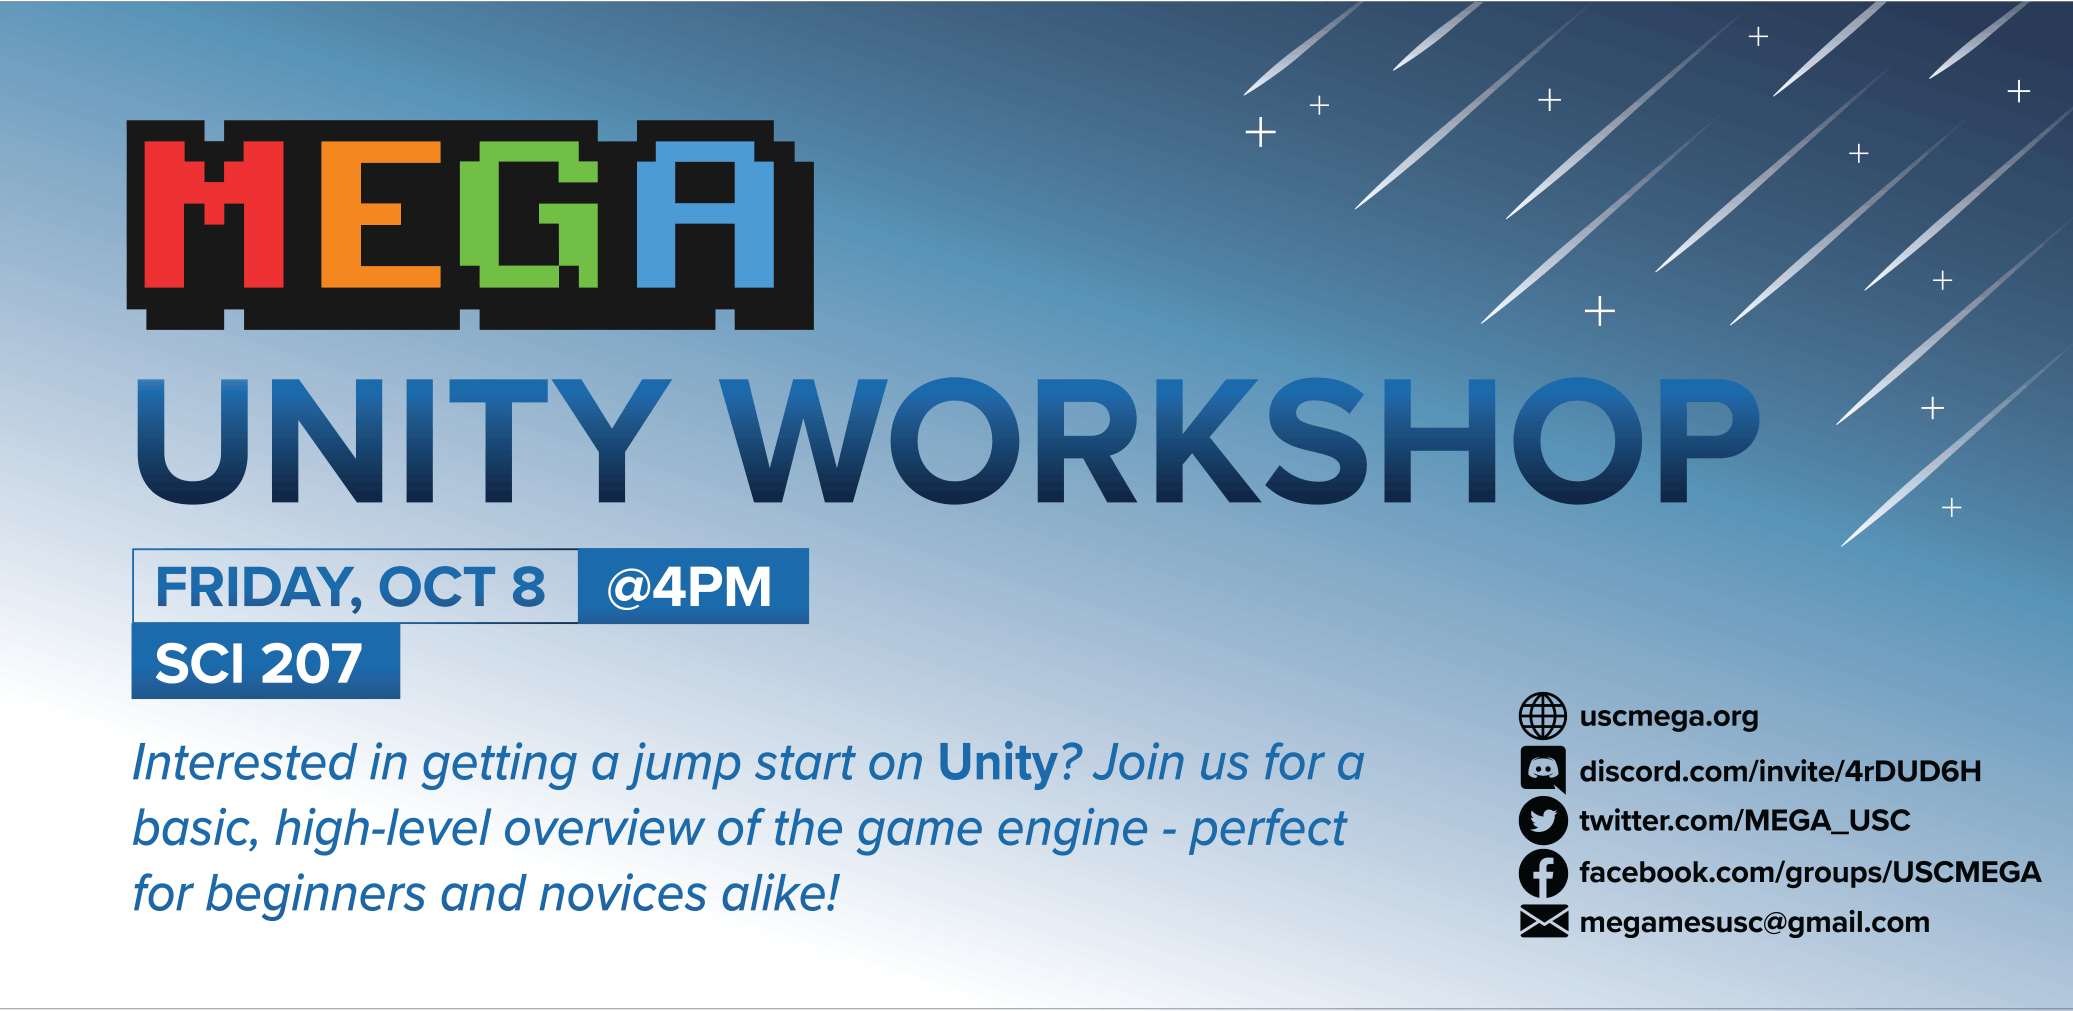 MEGA
UNITY WORKSHOP
FRIDAY, OCT 8 @4PM
SCI 207
Interested in getting a jump start on Unity? Join us for a
basic, high-level overview of the game engine - perfect
for beginners and novices alike!
uscmega.org
discord.com/invite/4rDUD6H
twitter.com/MEGA_USC
facebook.com/groups/USCMEGA
megamesusc@gmail.com